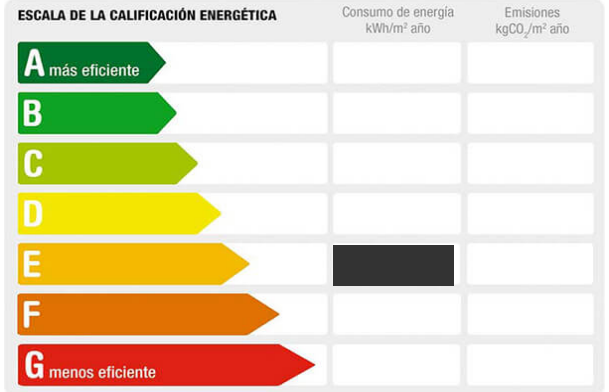 ESCALA DE LA CALIFICACIÓN ENERGÉTICA
Consumo de energía
kWh/m² año
Emisiones
kgCO₂/m² año
A más eficiente
B
C
D
E
F
G menos eficiente